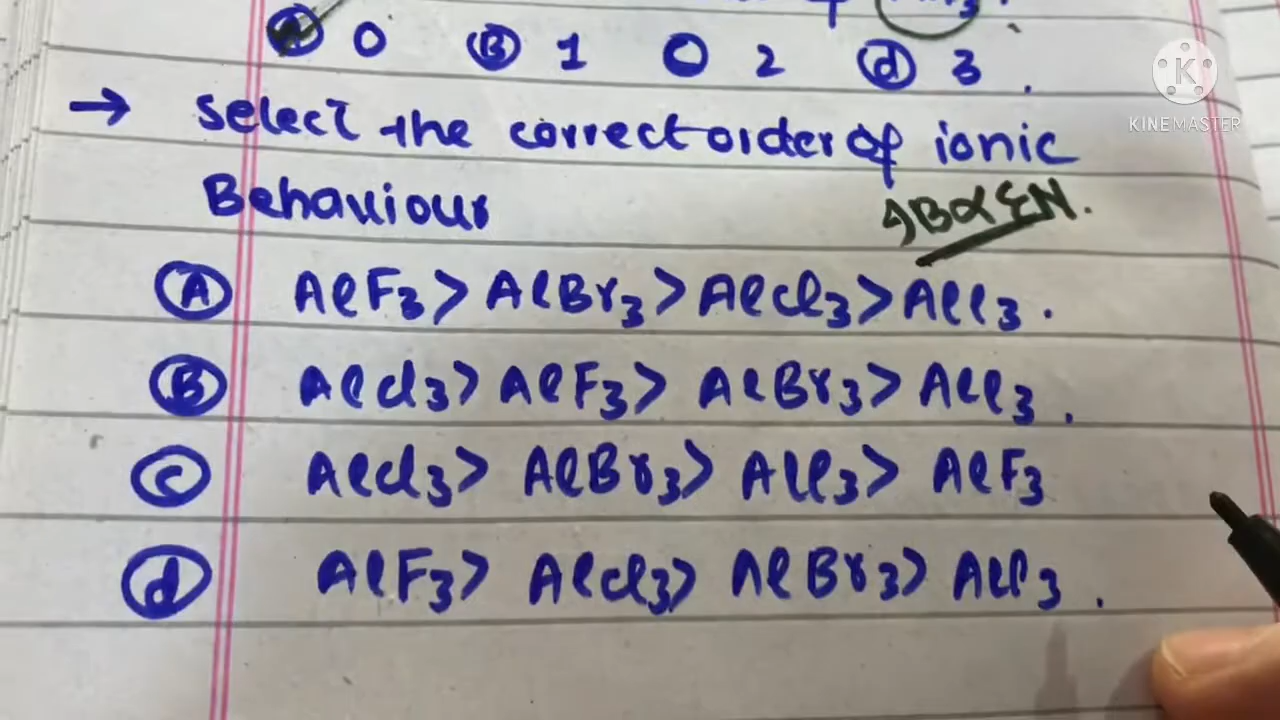 a 0 B 1 2 d 3 .
K
KINEMASTER
→ select the correct order of ionic
Behaviour
IB∝EN.
A AlF₃ > AlBr₃ > AlCl₃ > AlI₃ .
B AlCl₃ > AlF₃ > AlBr₃ > AlI₃ .
C AlCl₃ > AlBr₃ > AlI₃ > AlF₃
d AlF₃ > AlCl₃ > AlBr₃ > AlI₃ .